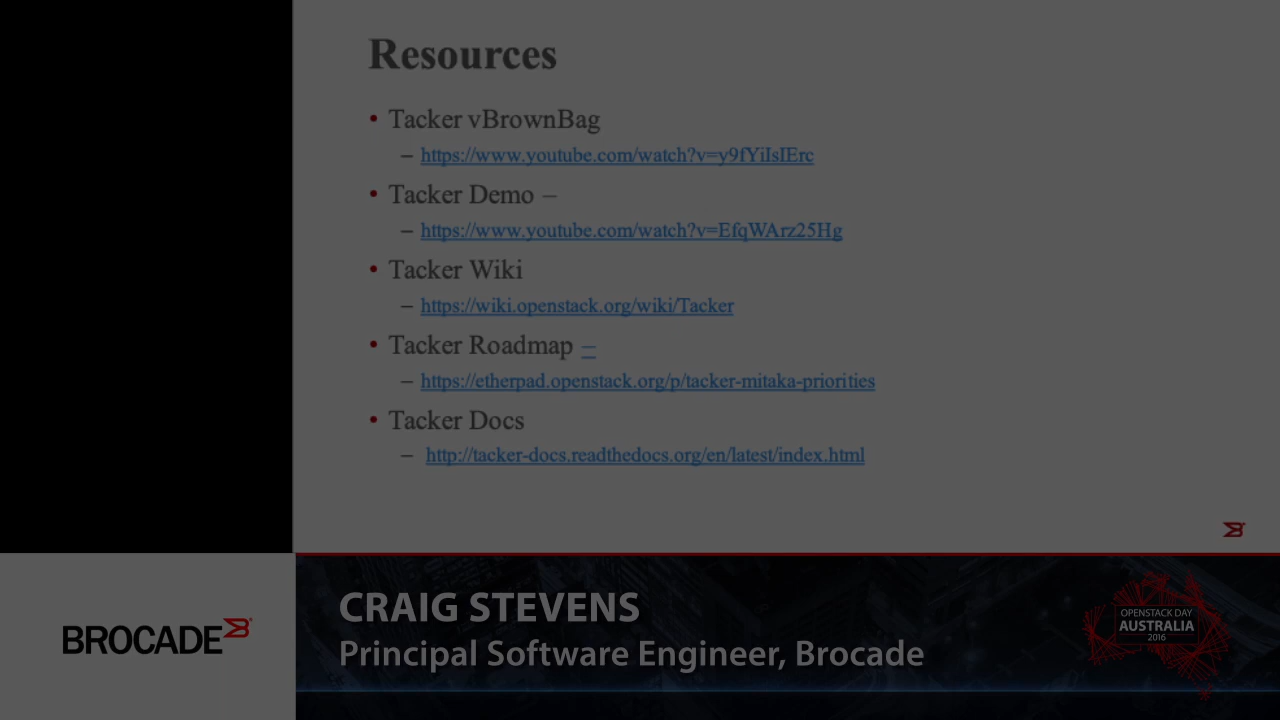 Resources
• Tacker vBrownBag
– https://www.youtube.com/watch?v=y9fYiIsIErc
• Tacker Demo –
– https://www.youtube.com/watch?v=EfqWArz25Hg
• Tacker Wiki
– https://wiki.openstack.org/wiki/Tacker
• Tacker Roadmap –
– https://etherpad.openstack.org/p/tacker-mitaka-priorities
• Tacker Docs
– http://tacker-docs.readthedocs.org/en/latest/index.html
BROCADE
CRAIG STEVENS
Principal Software Engineer, Brocade
OPENSTACK DAY
AUSTRALIA
2016